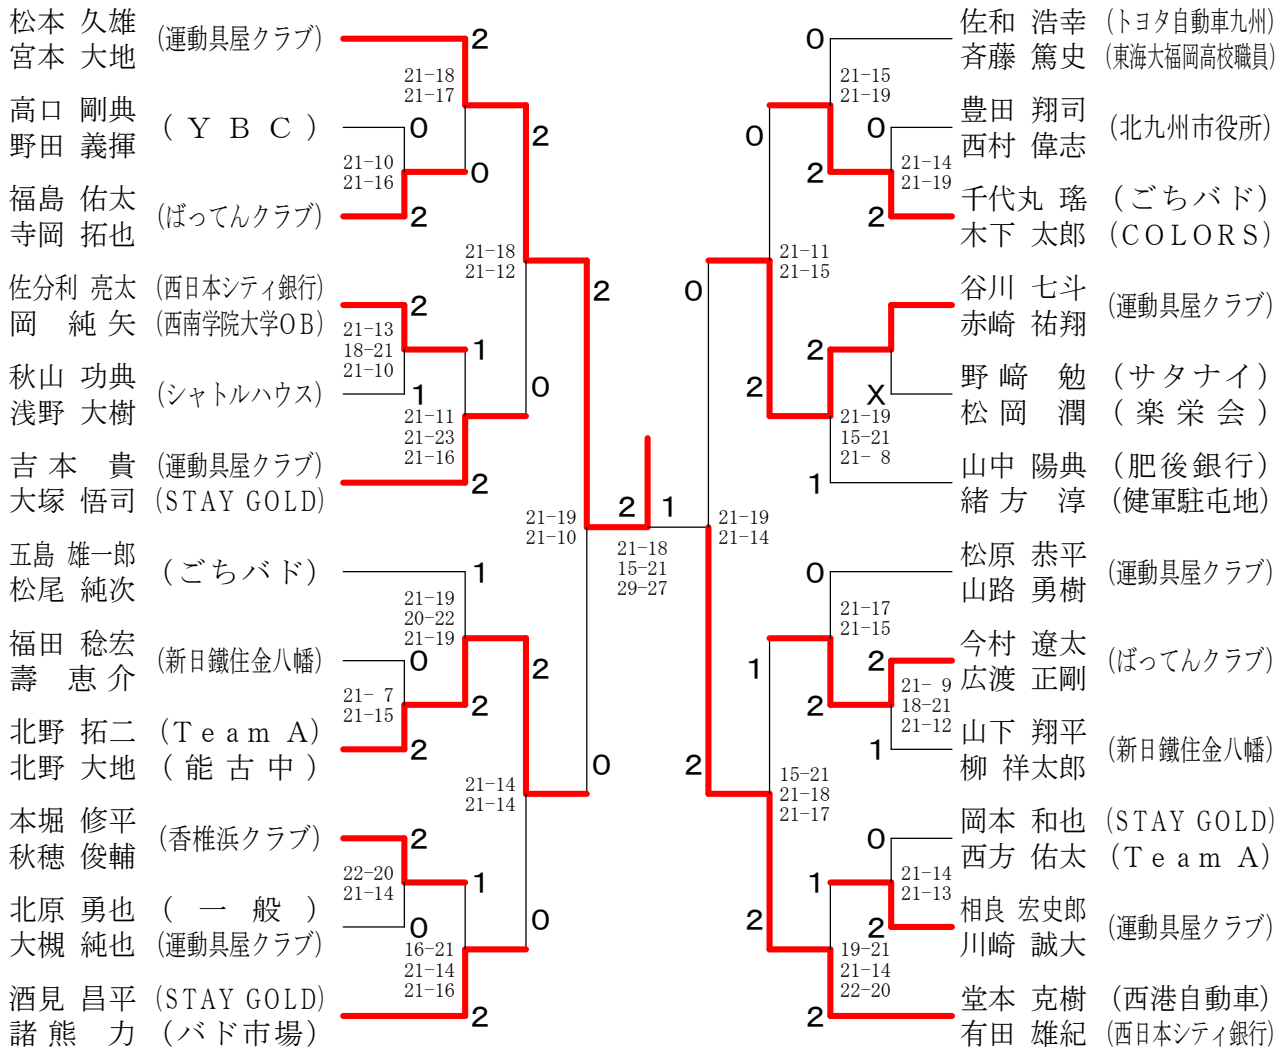 松本 久雄 (運動具屋クラブ)
宮本 大地
2
21-18
21-17
高口 剛典 (ＹＢＣ)
野田 義揮
0
21-10
21-16
0
2
福島 佑太 (ばってんクラブ)
寺岡 拓也
2
21-18
21-12
2
佐分利 亮太 (西日本シティ銀行)
岡 純矢 (西南学院大学ＯＢ)
2
21-13
18-21
21-10
1
秋山 功典 (シャトルハウス)
浅野 大樹
1
21-11
21-23
21-16
0
吉本 貴 (運動具屋クラブ)
大塚 悟司 (STAY GOLD)
2
21-19
21-10
五島 雄一郎 (ごちバド)
松尾 純次
1
21-19
20-22
21-19
福田 稔宏 (新日鐵住金八幡)
壽 恵介
0
21- 7
21-15
2
2
北野 拓二 (Ｔｅａｍ Ａ)
北野 大地 (能古中)
2
21-14
21-14
0
本堀 修平 (香椎浜クラブ)
秋穂 俊輔
2
22-20
21-14
1
北原 勇也 (一般)
大槻 純也 (運動具屋クラブ)
0
16-21
21-14
21-16
0
酒見 昌平 (STAY GOLD)
諸熊 力 (バド市場)
2
2 1
21-18
15-21
29-27
0
佐和 浩幸 (トヨタ自動車九州)
斉藤 篤史 (東海大福岡高校職員)
21-15
21-19
0
0
豊田 翔司 (北九州市役所)
西村 偉志
21-14
21-19
2
2
千代丸 瑤 (ごちバド)
木下 太郎 (COLORS)
21-11
21-15
0
谷川 七斗 (運動具屋クラブ)
赤崎 祐翔
2
2
X
野﨑 勉 (サタナイ)
松岡 潤 (楽栄会)
21-19
15-21
21- 8
1
山中 陽典 (肥後銀行)
緒方 淳 (健軍駐屯地)
21-19
21-14
0
松原 恭平 (運動具屋クラブ)
山路 勇樹
21-17
21-15
1
2
2
今村 遼太 (ばってんクラブ)
広渡 正剛
21- 9
18-21
21-12
1
山下 翔平 (新日鐵住金八幡)
柳 祥太郎
2
15-21
21-18
21-17
0
岡本 和也 (STAY GOLD)
西方 佑太 (Ｔｅａｍ Ａ)
21-14
21-13
1
2
相良 宏史郎 (運動具屋クラブ)
川崎 誠大
2
19-21
21-14
22-20
2
堂本 克樹 (西港自動車)
有田 雄紀 (西日本シティ銀行)